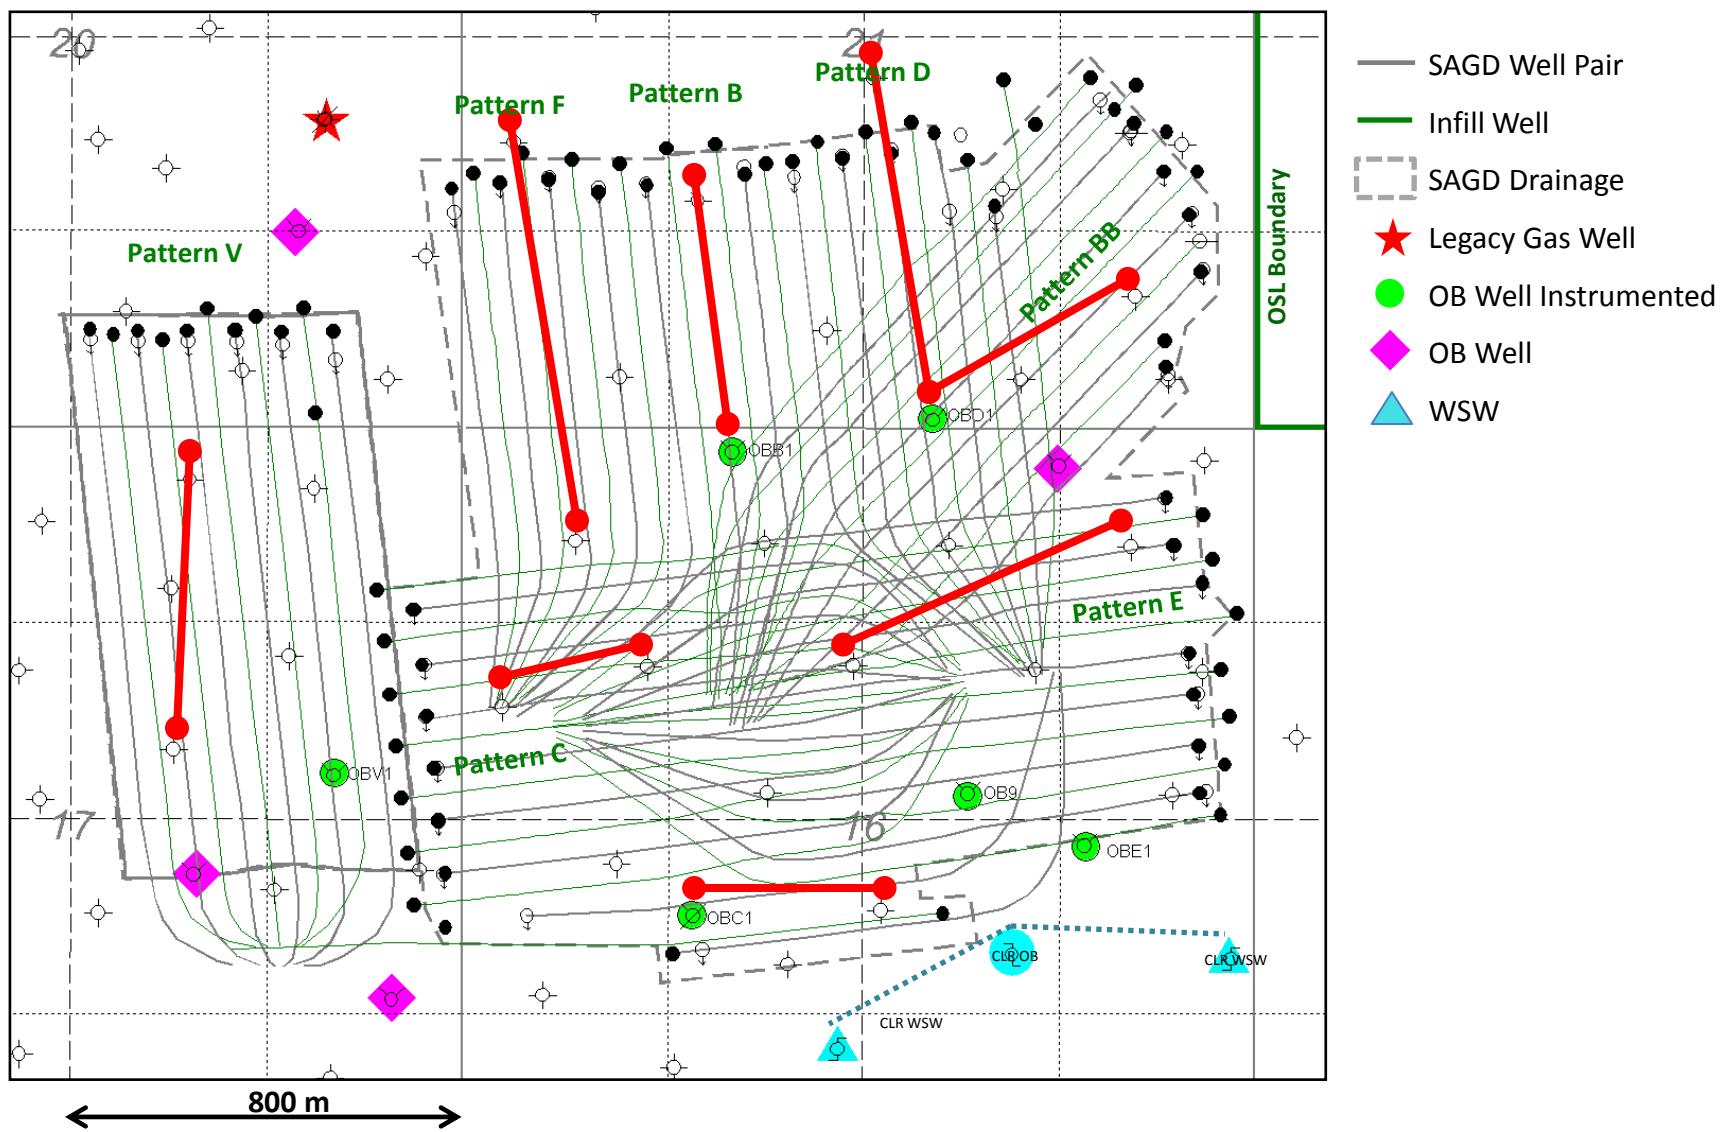 20
21
Pattern D
Pattern B
Pattern F
Pattern V
Pattern BB
OSL Boundary
OBD1
OBB1
Pattern E
Pattern C
OBV1
OB9
17
16
OBE1
OBC1
CLR OB
CLR WSW
CLR WSW
800 m
SAGD Well Pair
Infill Well
SAGD Drainage
Legacy Gas Well
OB Well Instrumented
OB Well
WSW